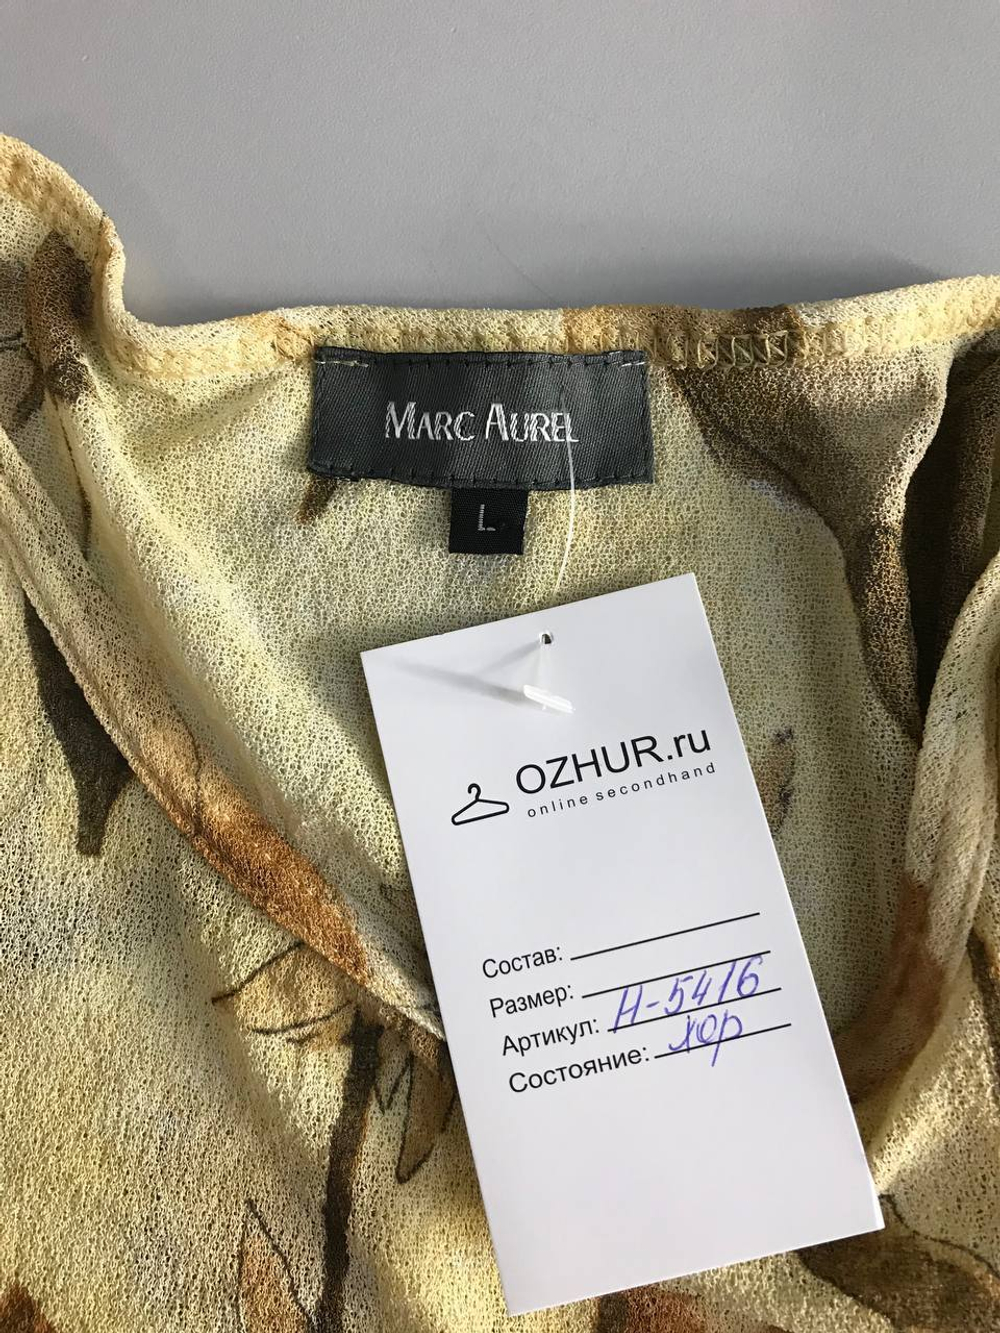 MARC AUREL
L
OZHUR.ru
online secondhand
Состав:
Размер:
Артикул: Н-5416
Состояние: хор